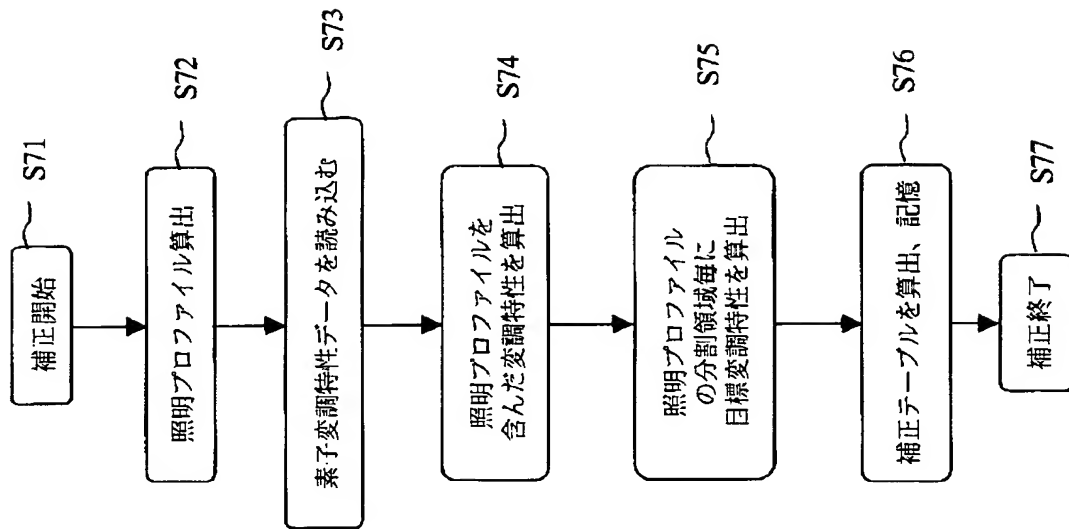 補正開始
S71
照明プロファイル算出
S72
素子変調特性データを読み込む
S73
照明プロファイルを
含んだ変調特性を算出
S74
照明プロファイル
の分割領域毎に
目標変調特性を算出
S75
補正テーブルを算出、記憶
S76
補正終了
S77